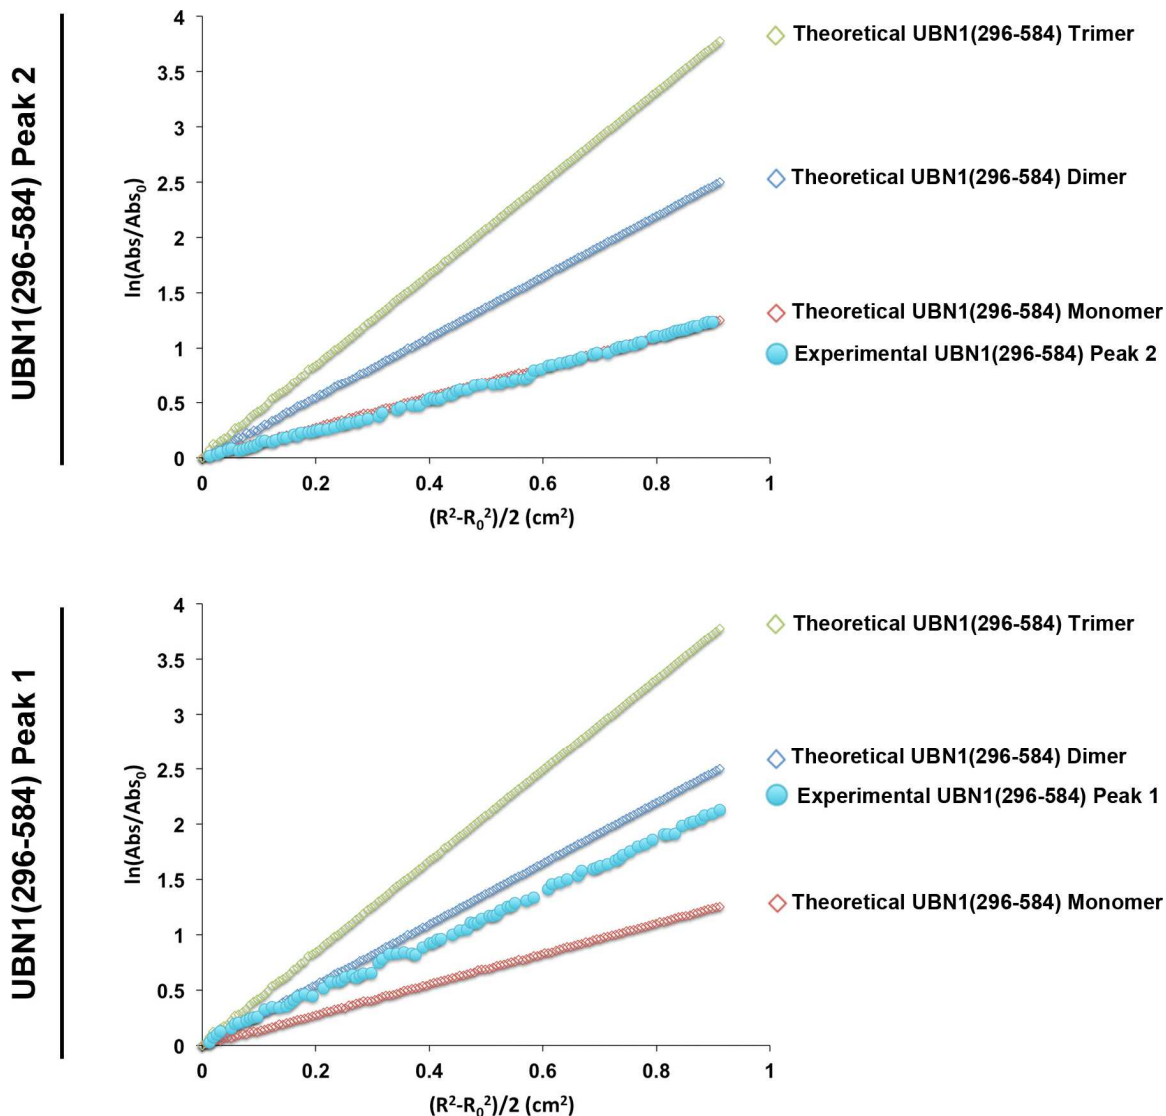 UBN1(296-584) Peak 2
ln(Abs/Abs₀)
4
3.5
3
2.5
2
1.5
1
0.5
0
0 0.2 0.4 0.6 0.8 1
(R²-R₀²)/2 (cm²)
Theoretical UBN1(296-584) Trimer
Theoretical UBN1(296-584) Dimer
Theoretical UBN1(296-584) Monomer
Experimental UBN1(296-584) Peak 2
UBN1(296-584) Peak 1
ln(Abs/Abs₀)
4
3.5
3
2.5
2
1.5
1
0.5
0
0 0.2 0.4 0.6 0.8 1
(R²-R₀²)/2 (cm²)
Theoretical UBN1(296-584) Trimer
Theoretical UBN1(296-584) Dimer
Experimental UBN1(296-584) Peak 1
Theoretical UBN1(296-584) Monomer